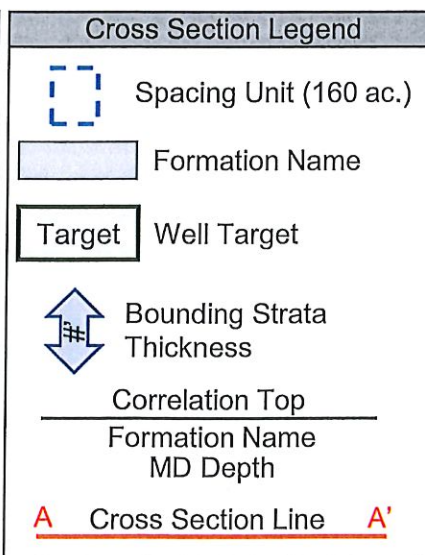 Cross Section Legend
Spacing Unit (160 ac.)
Formation Name
Target Well Target
#'
Bounding Strata
Thickness
Correlation Top
Formation Name
MD Depth
A Cross Section Line A'